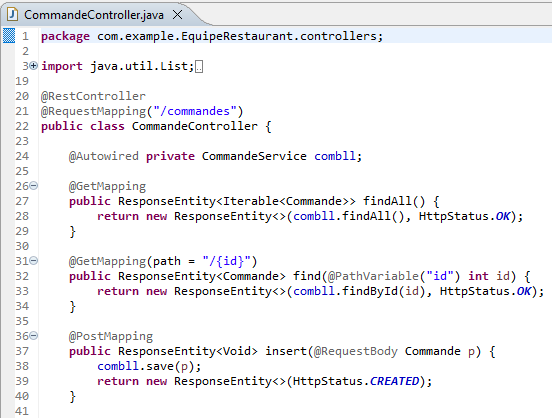 CommandeController.java
1 package com.example.EquipeRestaurant.controllers;
2
3 import java.util.List;
19
20 @RestController
21 @RequestMapping("/commandes")
22 public class CommandeController {
23
24     @Autowired private CommandeService combll;
25
26     @GetMapping
27     public ResponseEntity<Iterable<Commande>> findAll() {
28         return new ResponseEntity<>(combll.findAll(), HttpStatus.OK);
29     }
30
31     @GetMapping(path = "/{id}")
32     public ResponseEntity<Commande> find(@PathVariable("id") int id) {
33         return new ResponseEntity<>(combll.findById(id), HttpStatus.OK);
34     }
35
36     @PostMapping
37     public ResponseEntity<Void> insert(@RequestBody Commande p) {
38         combll.save(p);
39         return new ResponseEntity<>(HttpStatus.CREATED);
40     }
41